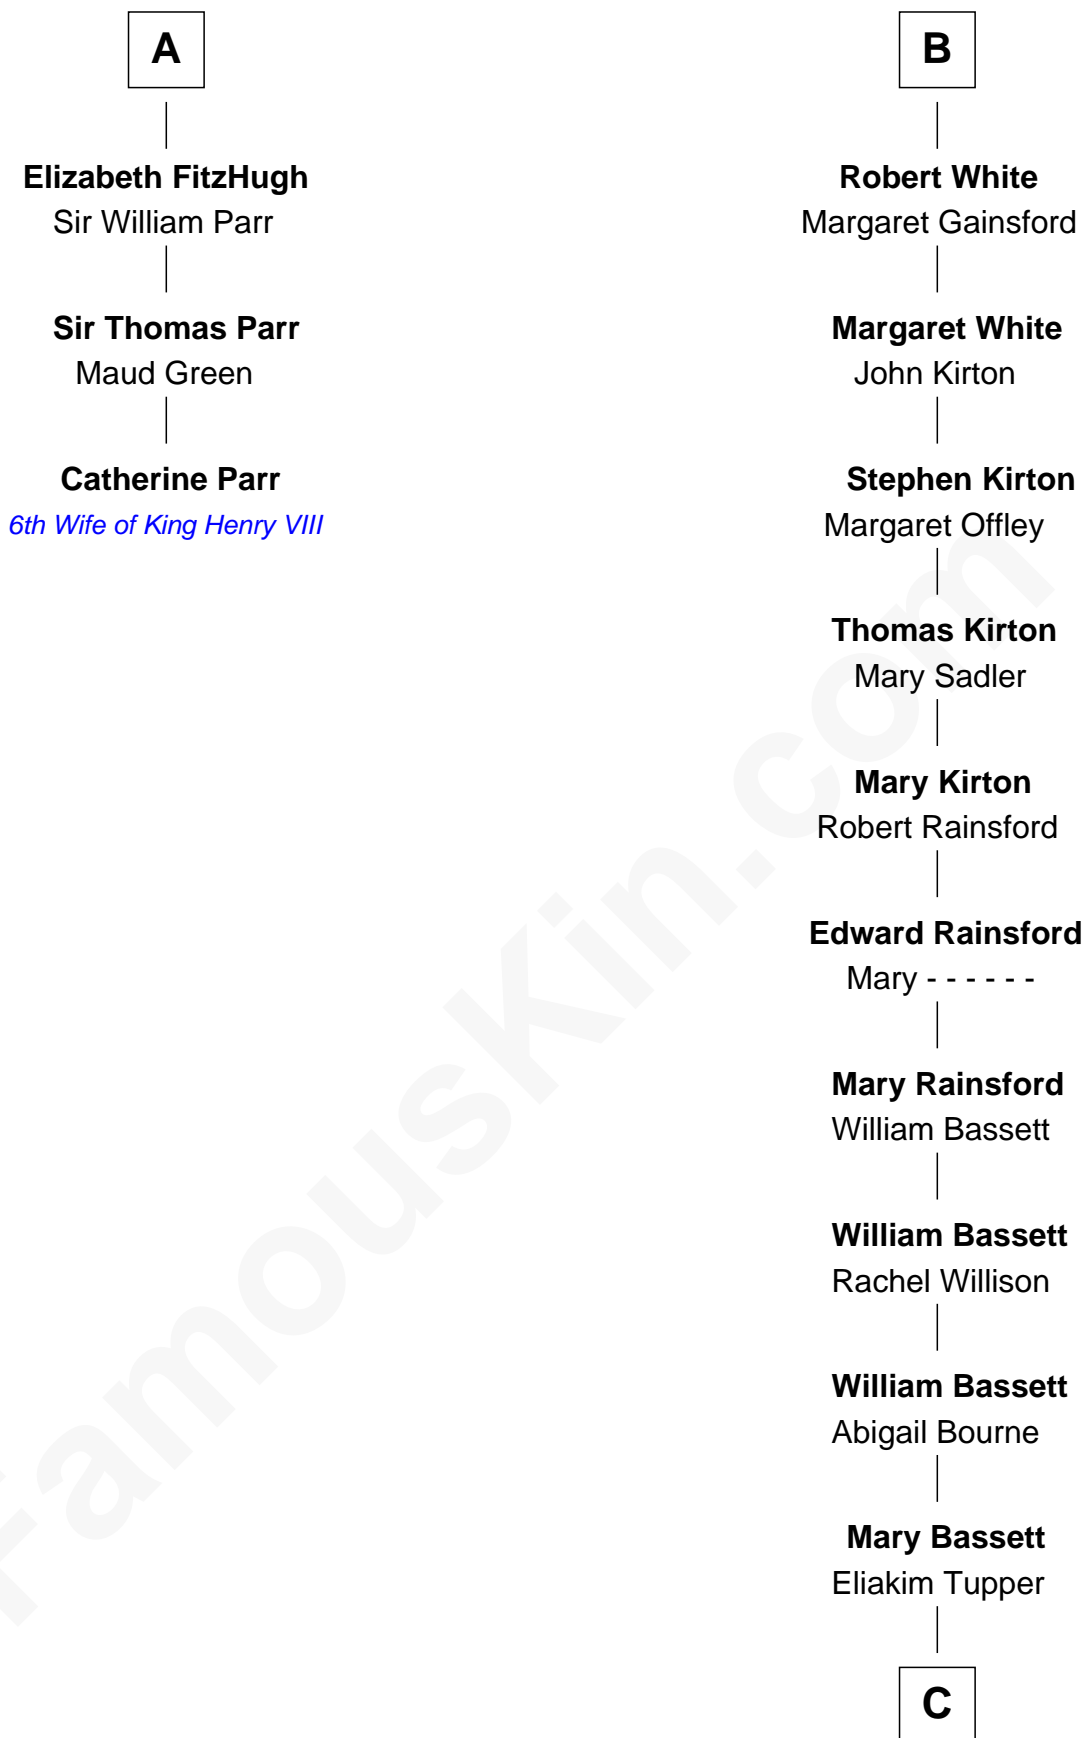 A
Elizabeth FitzHugh
Sir William Parr
Sir Thomas Parr
Maud Green
Catherine Parr
6th Wife of King Henry VIII
B
Robert White
Margaret Gainsford
Margaret White
John Kirton
Stephen Kirton
Margaret Offley
Thomas Kirton
Mary Sadler
Mary Kirton
Robert Rainsford
Edward Rainsford
Mary - - - - - -
Mary Rainsford
William Bassett
William Bassett
Rachel Willison
William Bassett
Abigail Bourne
Mary Bassett
Eliakim Tupper
C
FamousKin.com